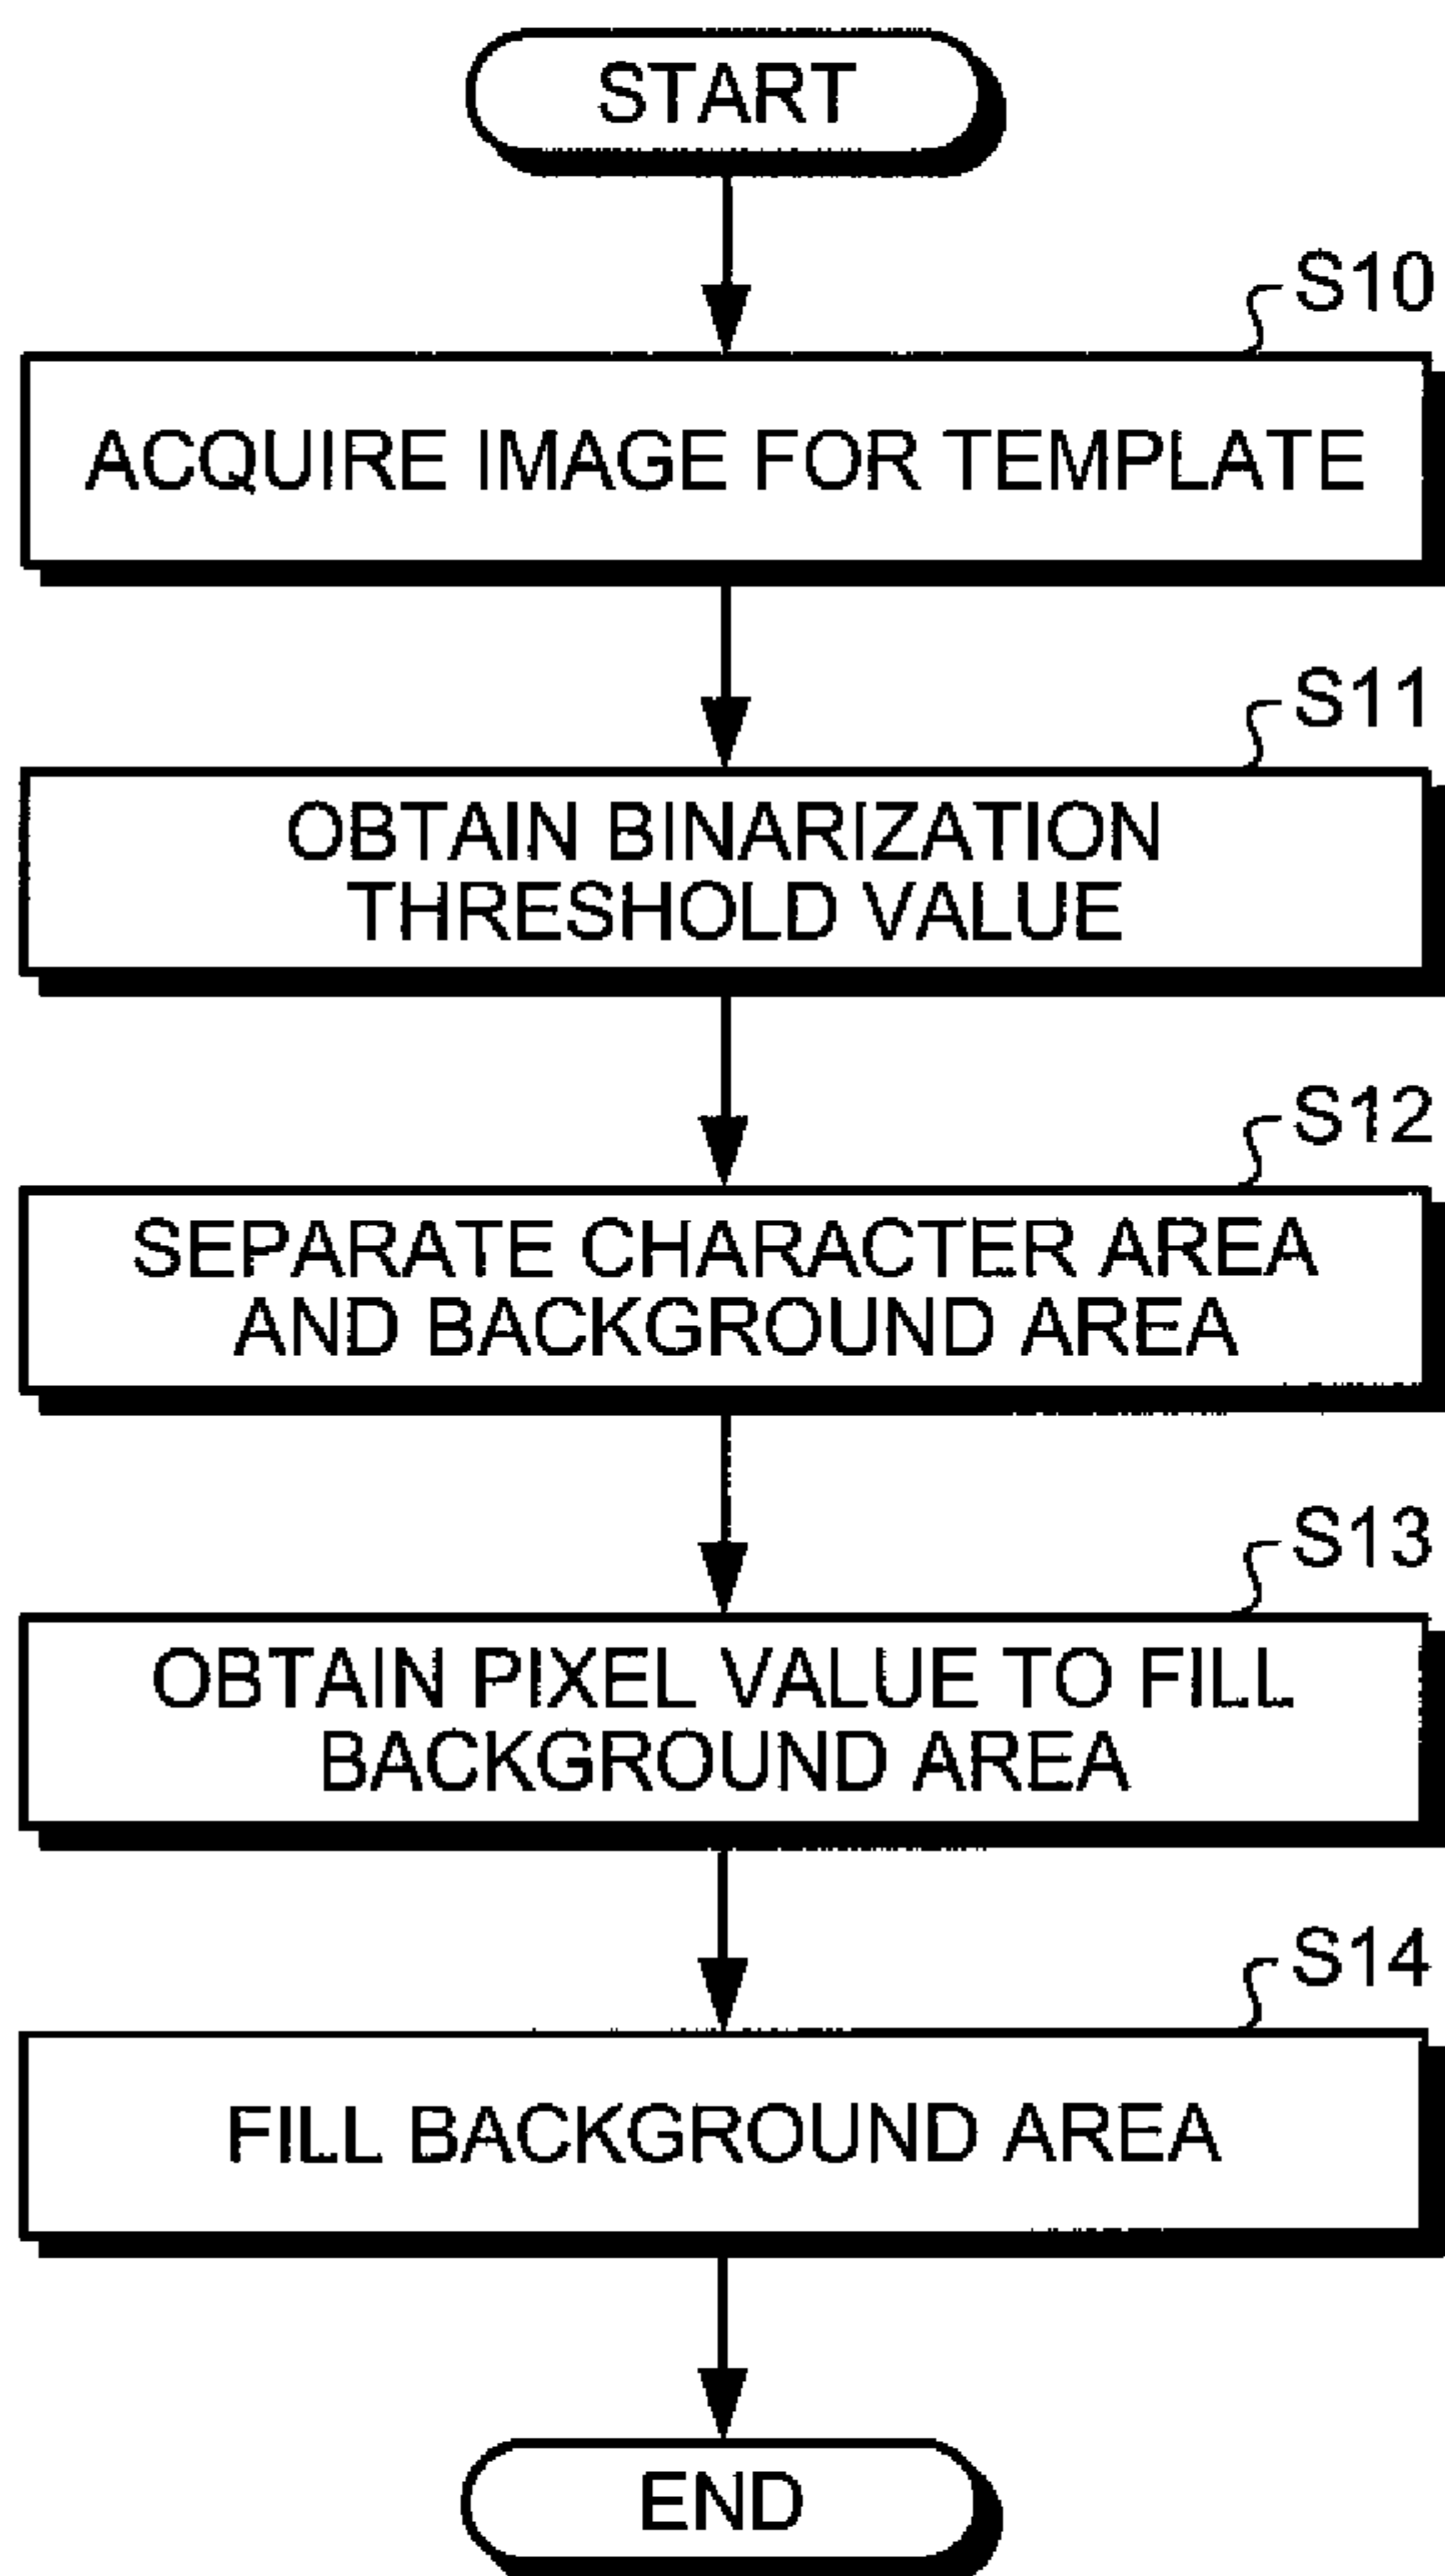 START
S10
ACQUIRE IMAGE FOR TEMPLATE
S11
OBTAIN BINARIZATION
THRESHOLD VALUE
S12
SEPARATE CHARACTER AREA
AND BACKGROUND AREA
S13
OBTAIN PIXEL VALUE TO FILL
BACKGROUND AREA
S14
FILL BACKGROUND AREA
END